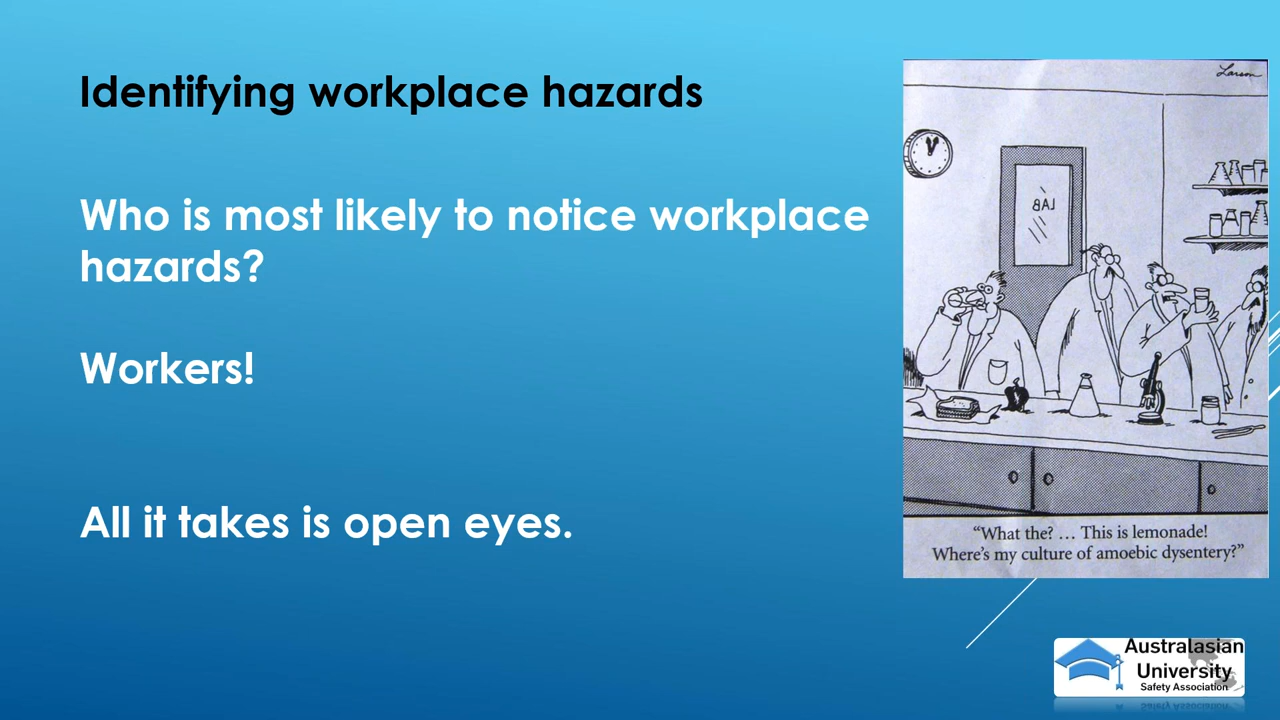 Identifying workplace hazards
Who is most likely to notice workplace
hazards?
Workers!
All it takes is open eyes.
Larson
LAB
“What the? ... This is lemonade!
Where’s my culture of amoebic dysentery?”
Australasian
University
Safety Association